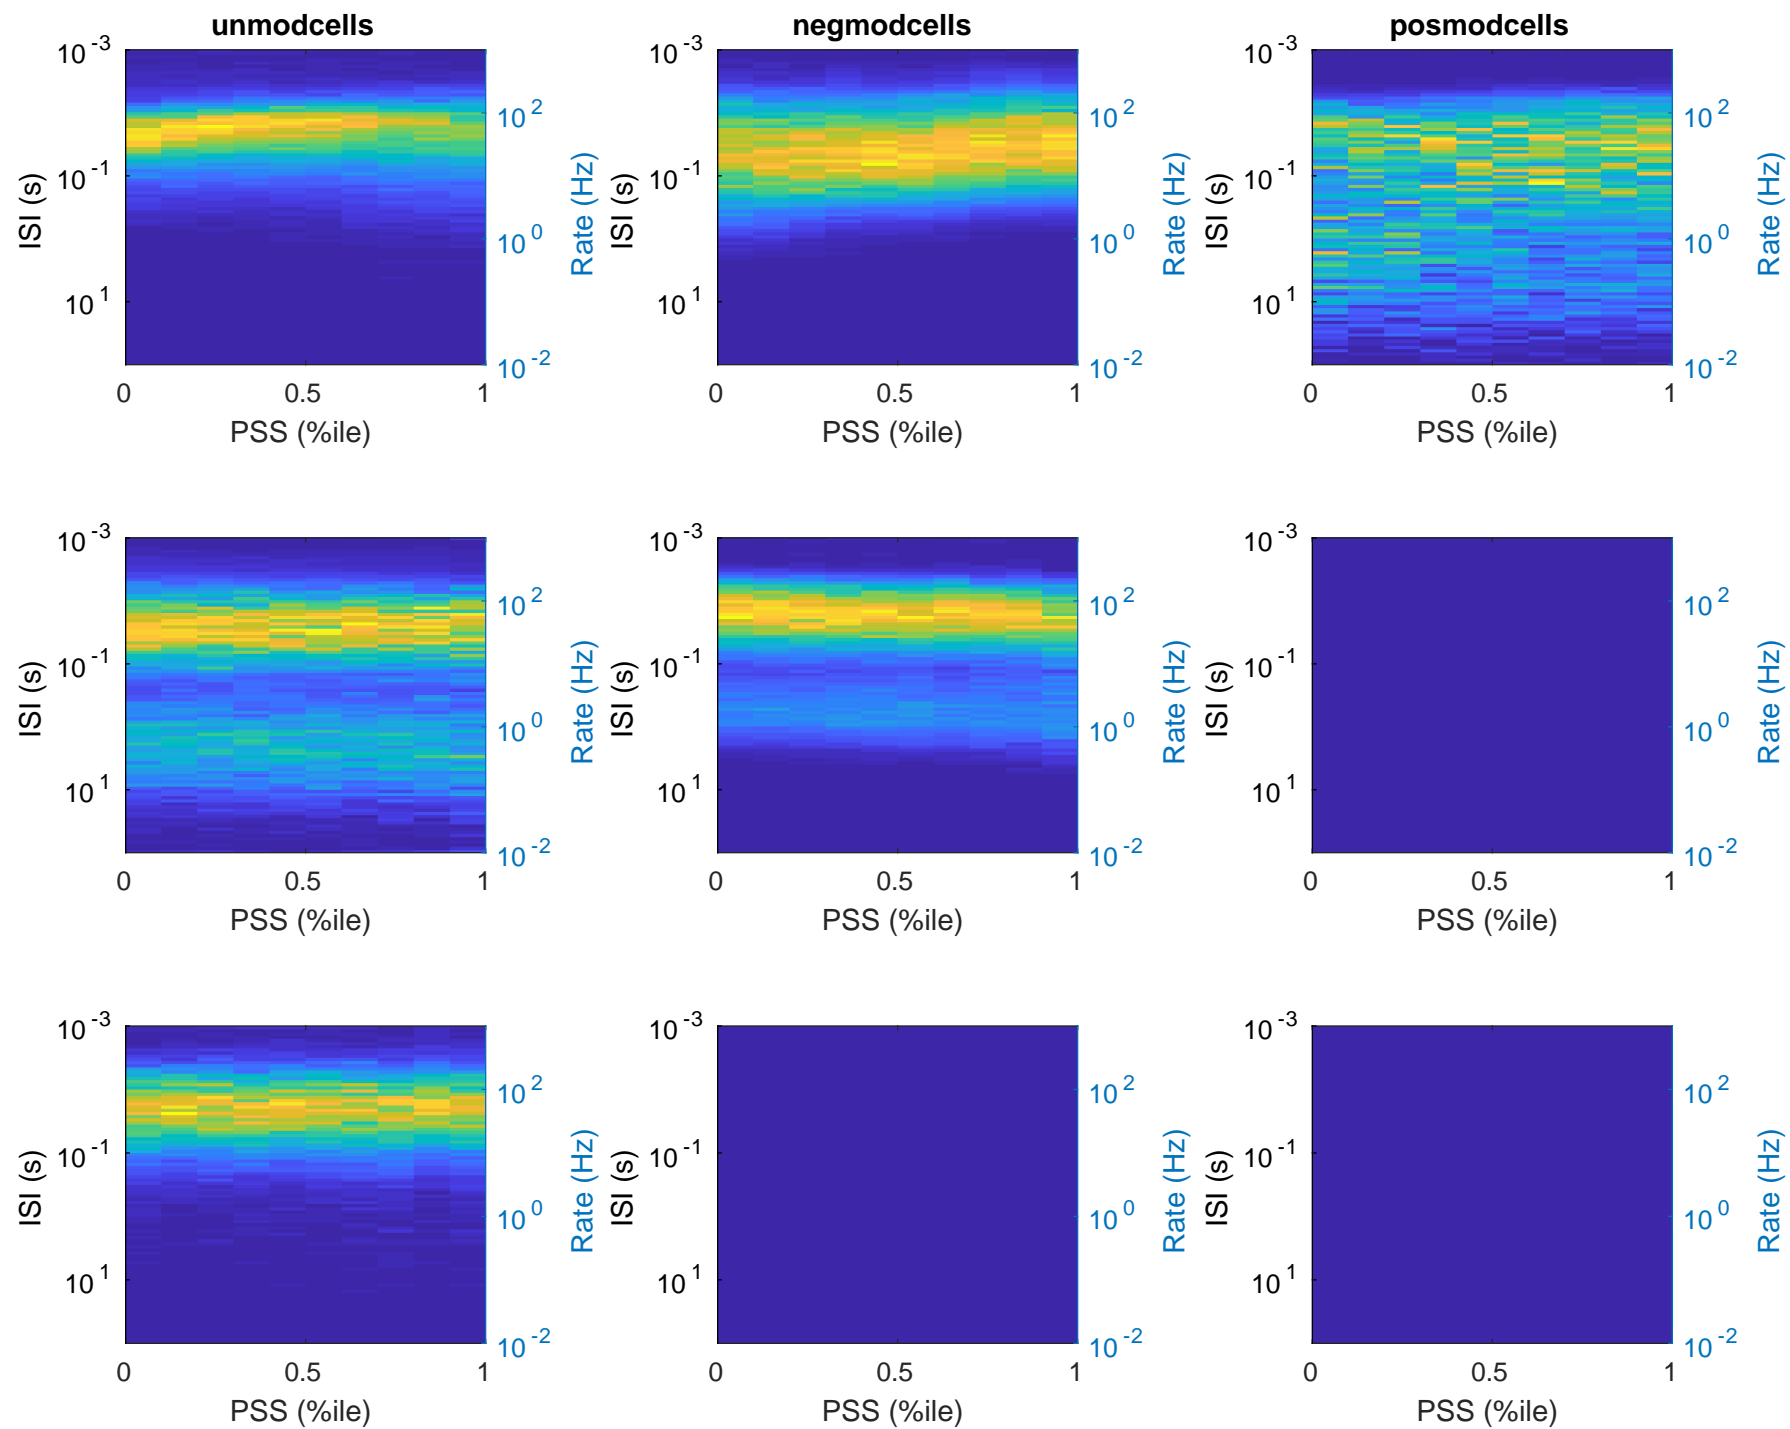 unmodcells negmodcells posmodcells
10-3 10-3 10-3
10 2 10 2 10 2
10-1 10-1 10-1
10 0 10 0 10 0
10 1 10 1 10 1
10-2 10-2 10-2
ISI (s) Rate (Hz) ISI (s) Rate (Hz) ISI (s) Rate (Hz)
0 0.5 1 0 0.5 1 0 0.5 1
PSS (%ile) PSS (%ile) PSS (%ile)
10-3 10-3 10-3
10 2 10 2 10 2
10-1 10-1 10-1
10 0 10 0 10 0
10 1 10 1 10 1
10-2 10-2 10-2
ISI (s) Rate (Hz) ISI (s) Rate (Hz) ISI (s) Rate (Hz)
0 0.5 1 0 0.5 1 0 0.5 1
PSS (%ile) PSS (%ile) PSS (%ile)
10-3 10-3 10-3
10 2 10 2 10 2
10-1 10-1 10-1
10 0 10 0 10 0
10 1 10 1 10 1
10-2 10-2 10-2
ISI (s) Rate (Hz) ISI (s) Rate (Hz) ISI (s) Rate (Hz)
0 0.5 1 0 0.5 1 0 0.5 1
PSS (%ile) PSS (%ile) PSS (%ile)